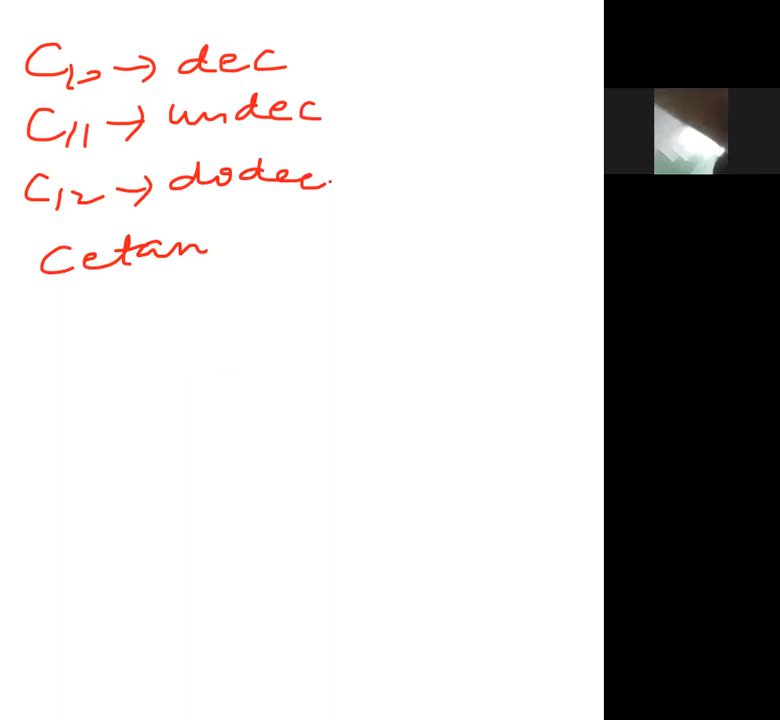 C₁₀ → dec
C₁₁ → undec
C₁₂ → dodec.
Cetan